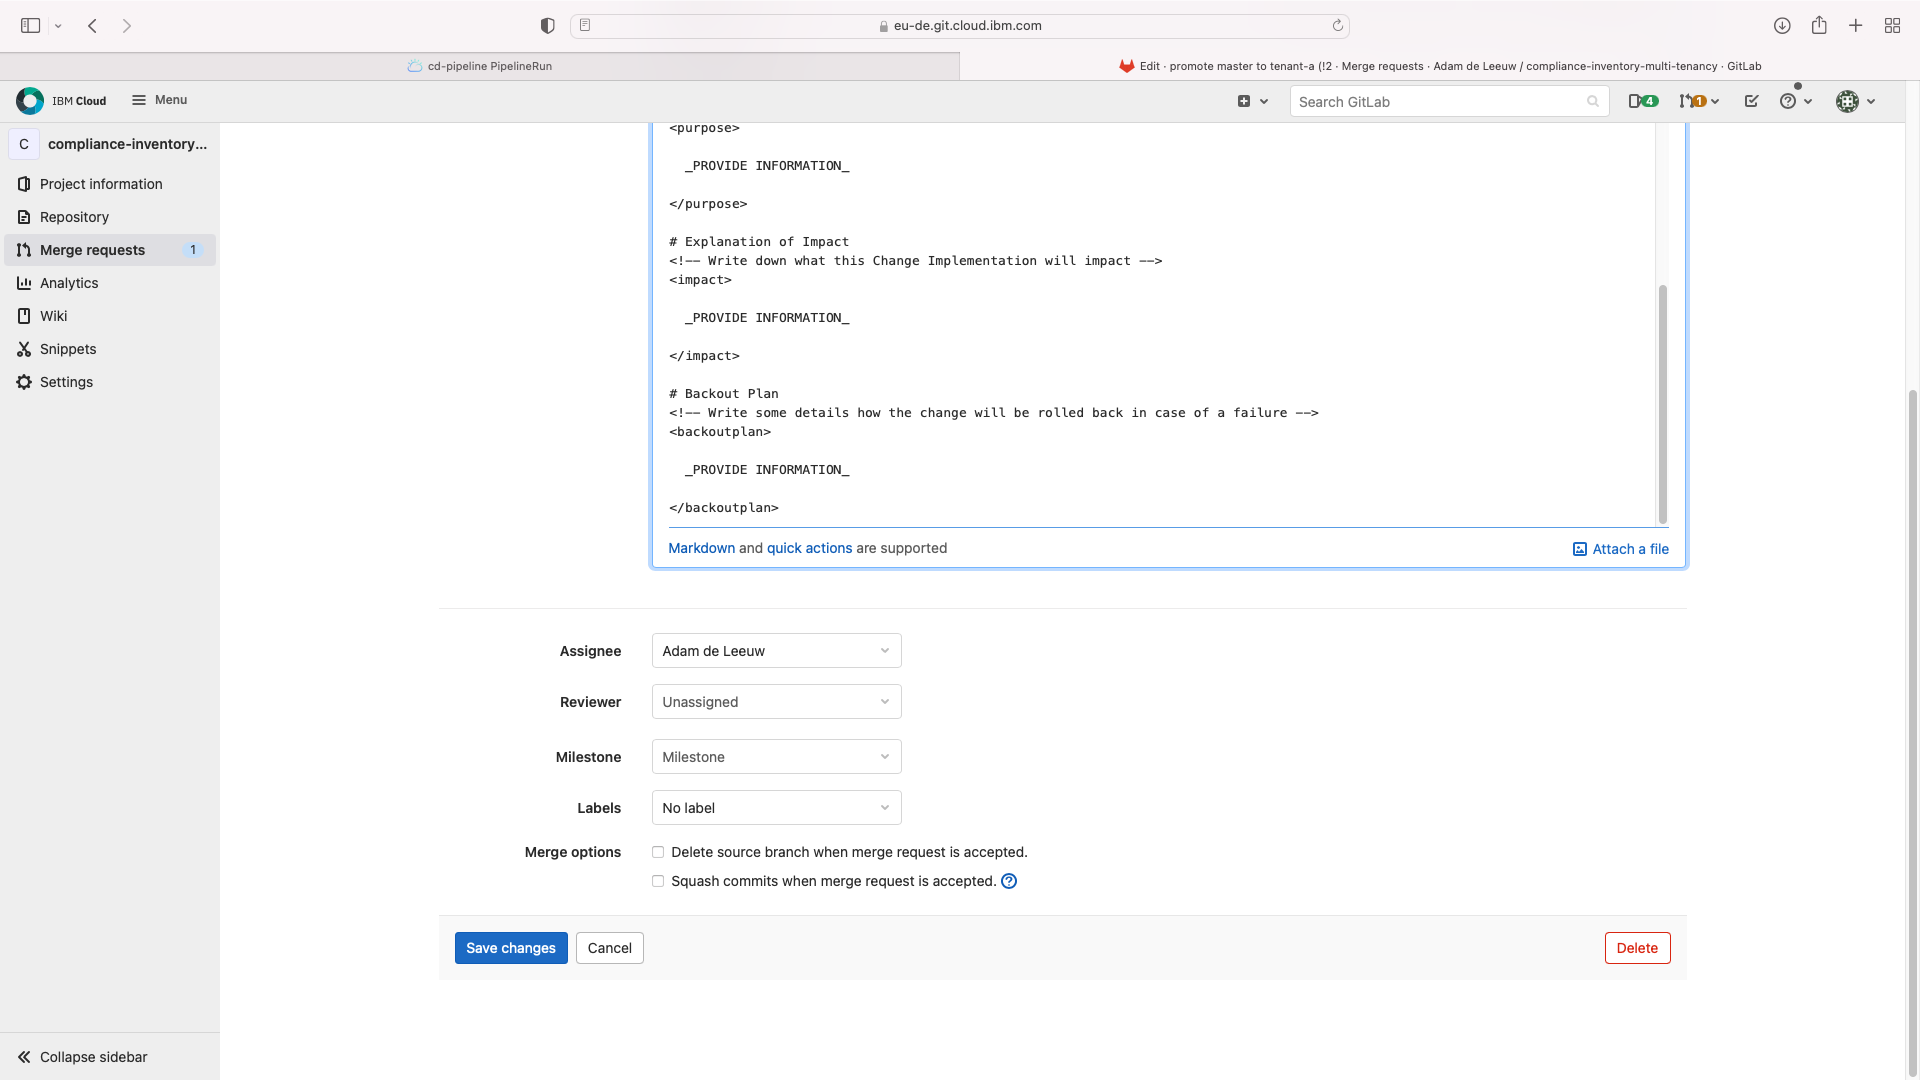 eu-de.git.cloud.ibm.com
cd-pipeline PipelineRun
Edit · promote master to tenant-a (!2 · Merge requests · Adam de Leeuw / compliance-inventory-multi-tenancy · GitLab
IBM Cloud
Menu
Search GitLab
4
1
C
compliance-inventory...
Project information
Repository
Merge requests 1
Analytics
Wiki
Snippets
Settings
Collapse sidebar
<purpose>
_PROVIDE INFORMATION_
</purpose>
# Explanation of Impact
<!-- Write down what this Change Implementation will impact -->
<impact>
_PROVIDE INFORMATION_
</impact>
# Backout Plan
<!-- Write some details how the change will be rolled back in case of a failure -->
<backoutplan>
_PROVIDE INFORMATION_
</backoutplan>
Markdown and quick actions are supported
Attach a file
Assignee
Adam de Leeuw
Reviewer
Unassigned
Milestone
Milestone
Labels
No label
Merge options
Delete source branch when merge request is accepted.
Squash commits when merge request is accepted.
Save changes
Cancel
Delete